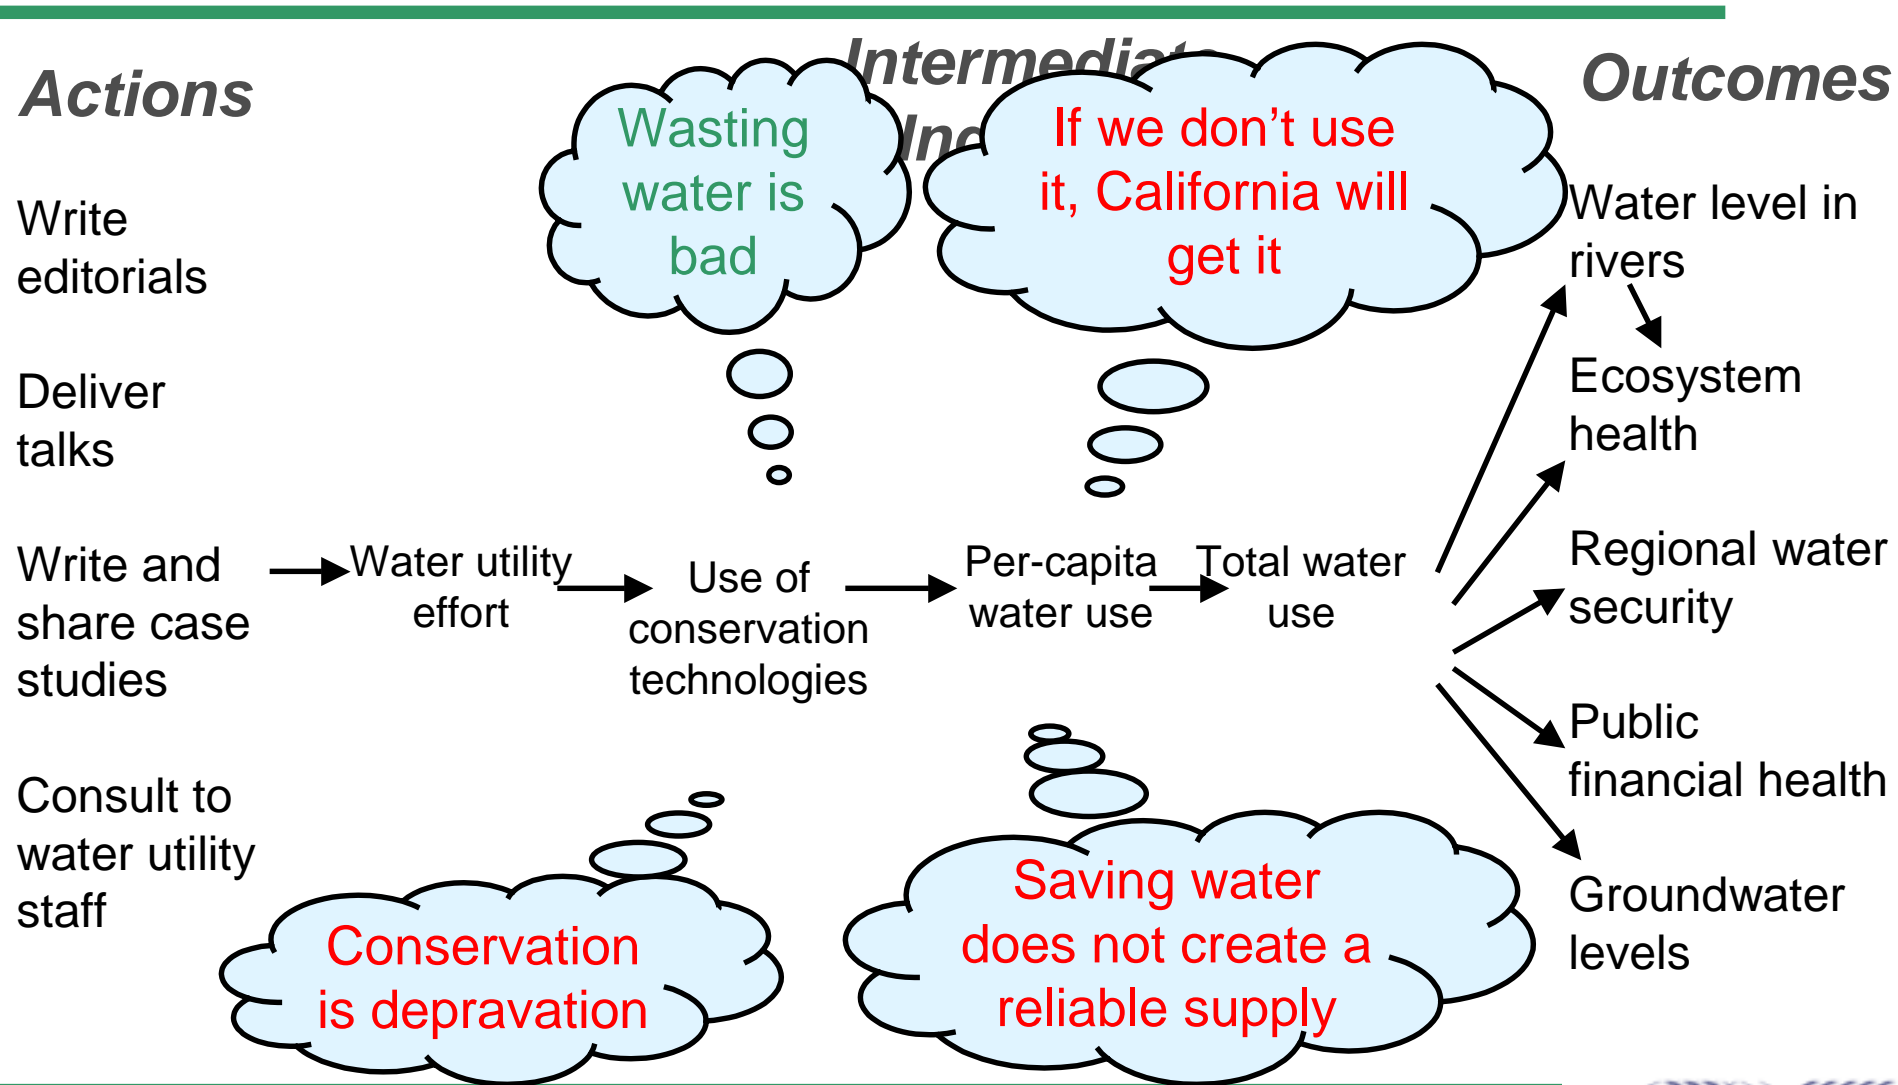 Actions
Intermediate
Outcomes
Write
editorials
Deliver
talks
Write and
share case
studies
Consult to
water utility
staff
Wasting
water is
bad
If we don't use
it, California will
get it
Water utility
effort
Use of
conservation
technologies
Per-capita
water use
Total water
use
Conservation
is depravation
Saving water
does not create a
reliable supply
Water level in
rivers
Ecosystem
health
Regional water
security
Public
financial health
Groundwater
levels